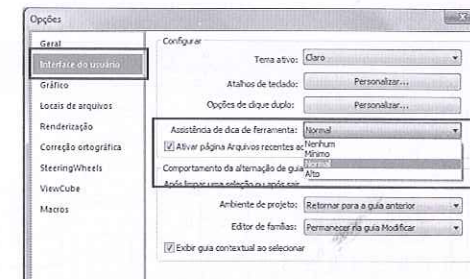 Opções
Geral
Interface do usuário
Gráfico
Locais de arquivos
Renderização
Correção ortográfica
SteeringWheels
ViewCube
Macros
Configurar
Tema ativo: Claro
Atalhos de teclado: Personalizar...
Opções de clique duplo: Personalizar...
Assistência de dica de ferramenta: Normal
Ativar página Arquivos recentes
Nenhum
Mínimo
Normal
Alto
Comportamento da alternação de guia
Após limpar uma seleção ou após sair
Ambiente de projeto: Retornar para a guia anterior
Editor de famílias: Permanecer na guia Modificar
Exibir guia contextual ao selecionar